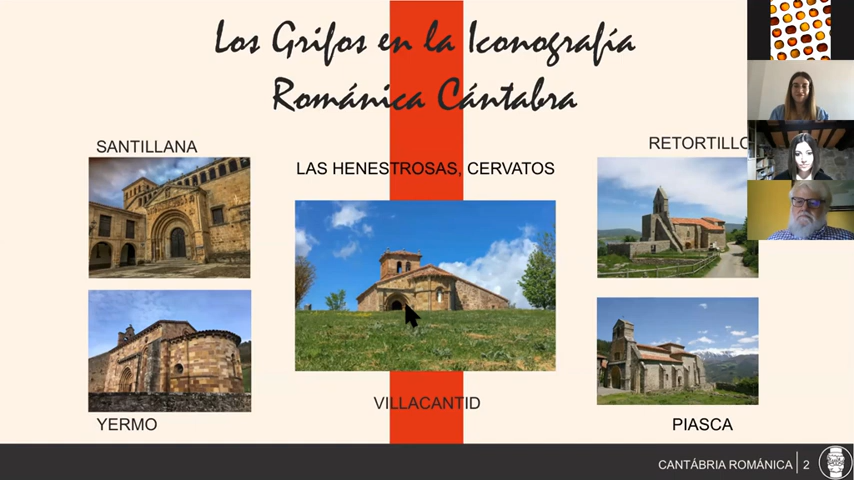 Los Grifos en la Iconografía
Románica Cántabra
SANTILLANA
LAS HENESTROSAS, CERVATOS
RETORTILLO
VILLACANTID
YERMO
PIASCA
CANTÁBRIA ROMÁNICA
2